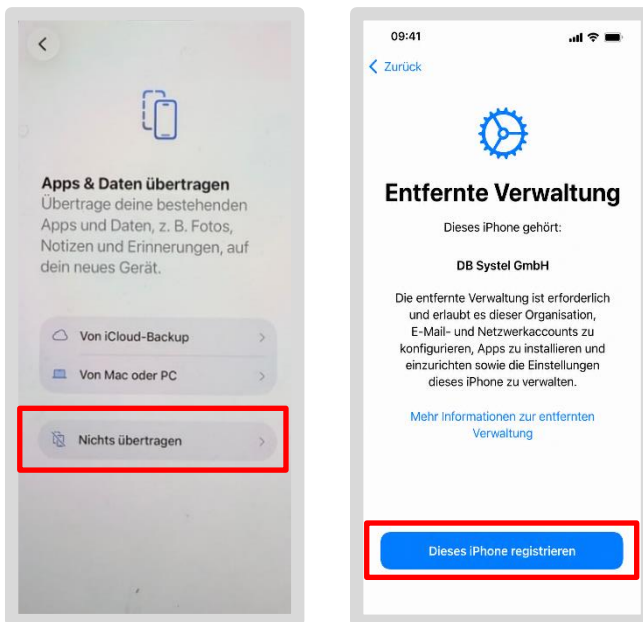 Apps & Daten übertragen
Übertrage deine bestehenden
Apps und Daten, z. B. Fotos,
Notizen und Erinnerungen, auf
dein neues Gerät.
Von iCloud-Backup
Von Mac oder PC
Nichts übertragen
09:41
Zurück
Entfernte Verwaltung
Dieses iPhone gehört:
DB Systel GmbH
Die entfernte Verwaltung ist erforderlich
und erlaubt es dieser Organisation,
E-Mail- und Netzwerkaccounts zu
konfigurieren, Apps zu installieren und
einzurichten sowie die Einstellungen
dieses iPhone zu verwalten.
Mehr Informationen zur entfernten
Verwaltung
Dieses iPhone registrieren